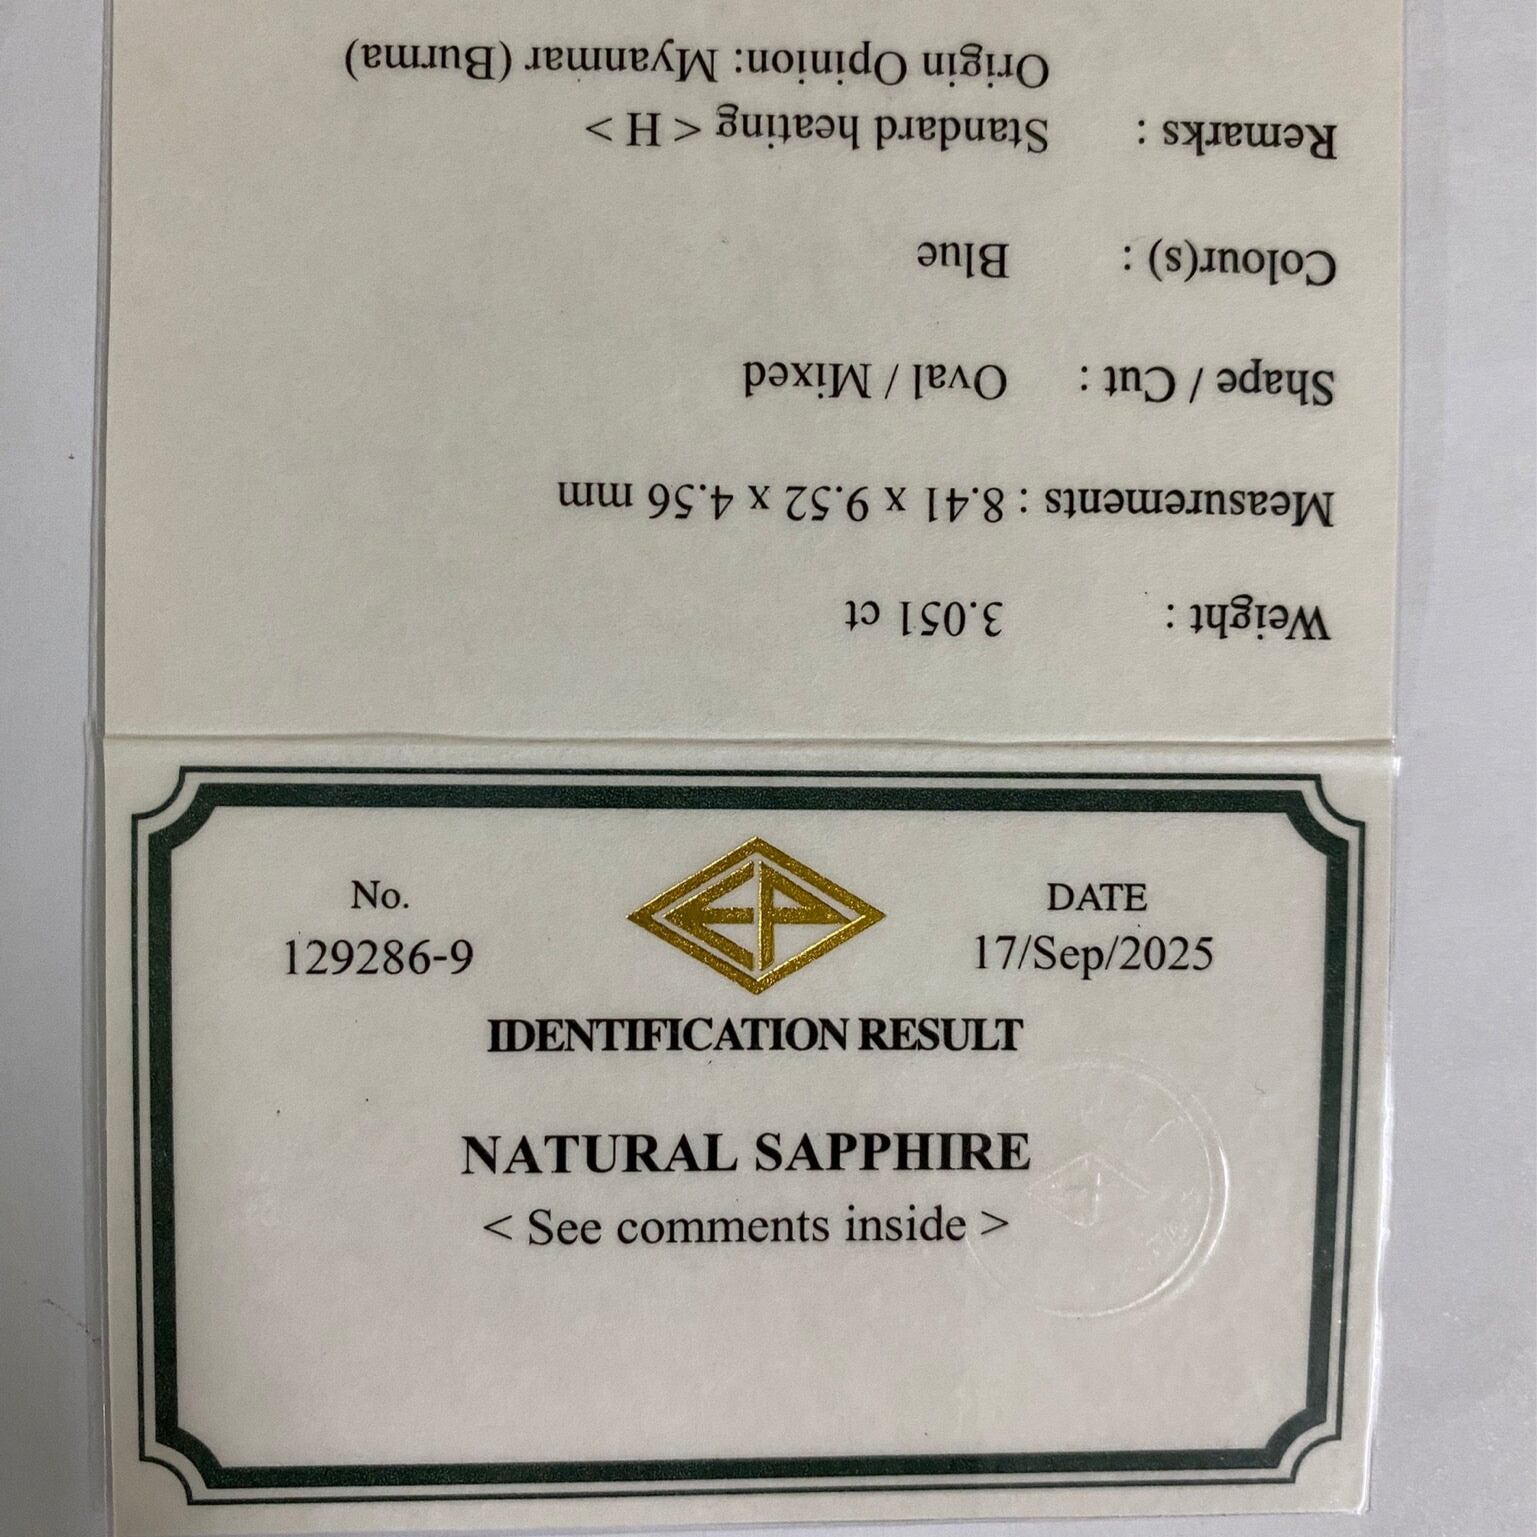 Weight : 3.051 ct
Measurements : 8.41 x 9.52 x 4.56 mm
Shape / Cut : Oval / Mixed
Colour(s) : Blue
Remarks : Standard heating < H >
Origin Opinion: Myanmar (Burma)
No.
129286-9
EP
DATE
17/Sep/2025
IDENTIFICATION RESULT
NATURAL SAPPHIRE
< See comments inside >